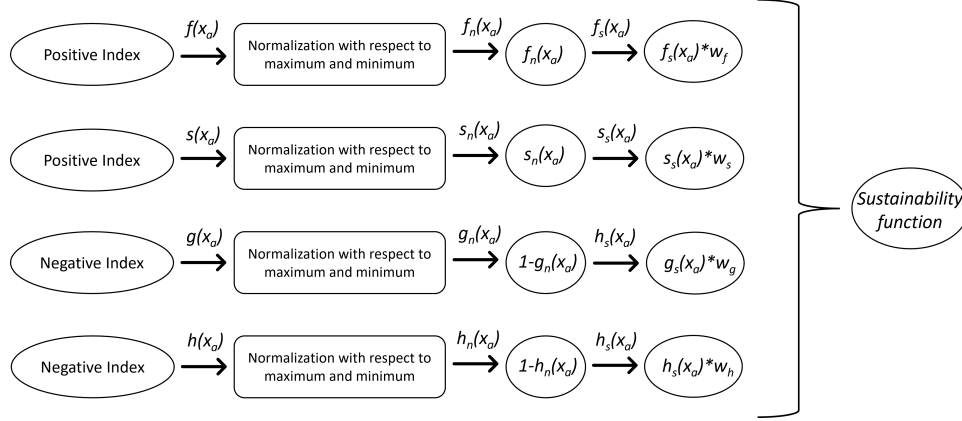 f(xₐ)
fₙ(xₐ)
fₛ(xₐ)
Positive Index
Normalization with respect to
maximum and minimum
fₙ(xₐ)
fₛ(xₐ)*w_f
s(xₐ)
sₙ(xₐ)
sₛ(xₐ)
Positive Index
Normalization with respect to
maximum and minimum
sₙ(xₐ)
sₛ(xₐ)*wₛ
Sustainability
function
g(xₐ)
gₙ(xₐ)
hₛ(xₐ)
Negative Index
Normalization with respect to
maximum and minimum
1-gₙ(xₐ)
gₛ(xₐ)*w_g
h(xₐ)
hₙ(xₐ)
hₛ(xₐ)
Negative Index
Normalization with respect to
maximum and minimum
1-hₙ(xₐ)
hₛ(xₐ)*wₕ